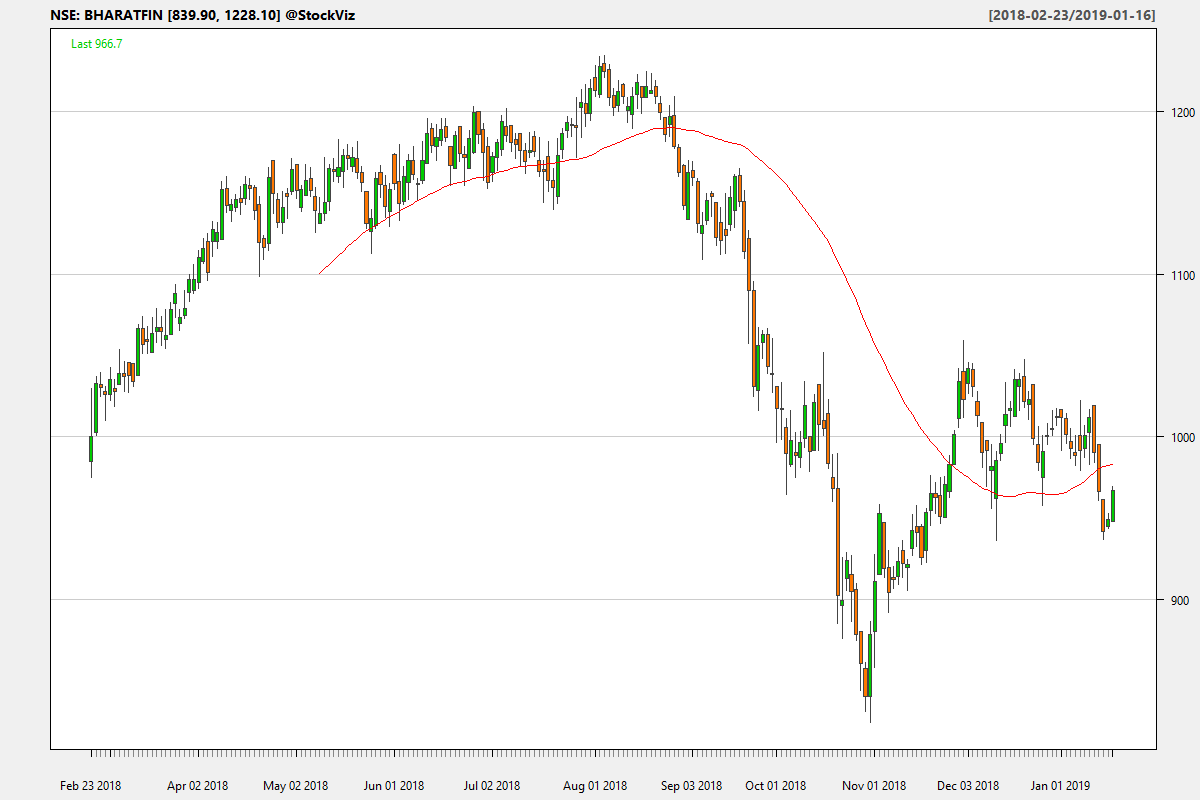 NSE: BHARATFIN [839.90, 1228.10] @StockViz [2018-02-23/2019-01-16]
Last 966.7
1200
1100
1000
900
Feb 23 2018 Apr 02 2018 May 02 2018 Jun 01 2018 Jul 02 2018 Aug 01 2018 Sep 03 2018 Oct 01 2018 Nov 01 2018 Dec 03 2018 Jan 01 2019